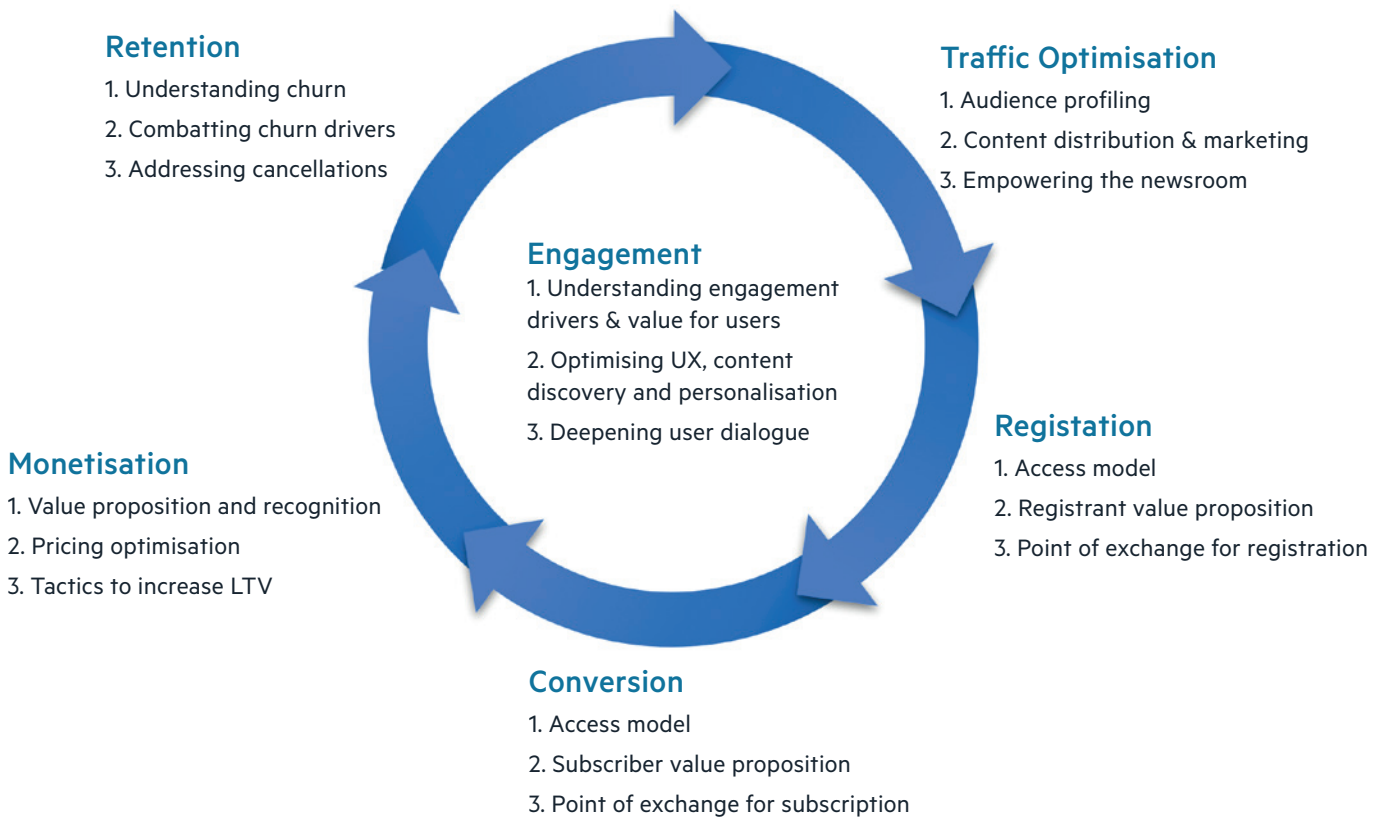 Retention
1. Understanding churn
2. Combatting churn drivers
3. Addressing cancellations
Traffic Optimisation
1. Audience profiling
2. Content distribution & marketing
3. Empowering the newsroom
Engagement
1. Understanding engagement
drivers & value for users
2. Optimising UX, content
discovery and personalisation
3. Deepening user dialogue
Registation
1. Access model
2. Registrant value proposition
3. Point of exchange for registration
Monetisation
1. Value proposition and recognition
2. Pricing optimisation
3. Tactics to increase LTV
Conversion
1. Access model
2. Subscriber value proposition
3. Point of exchange for subscription